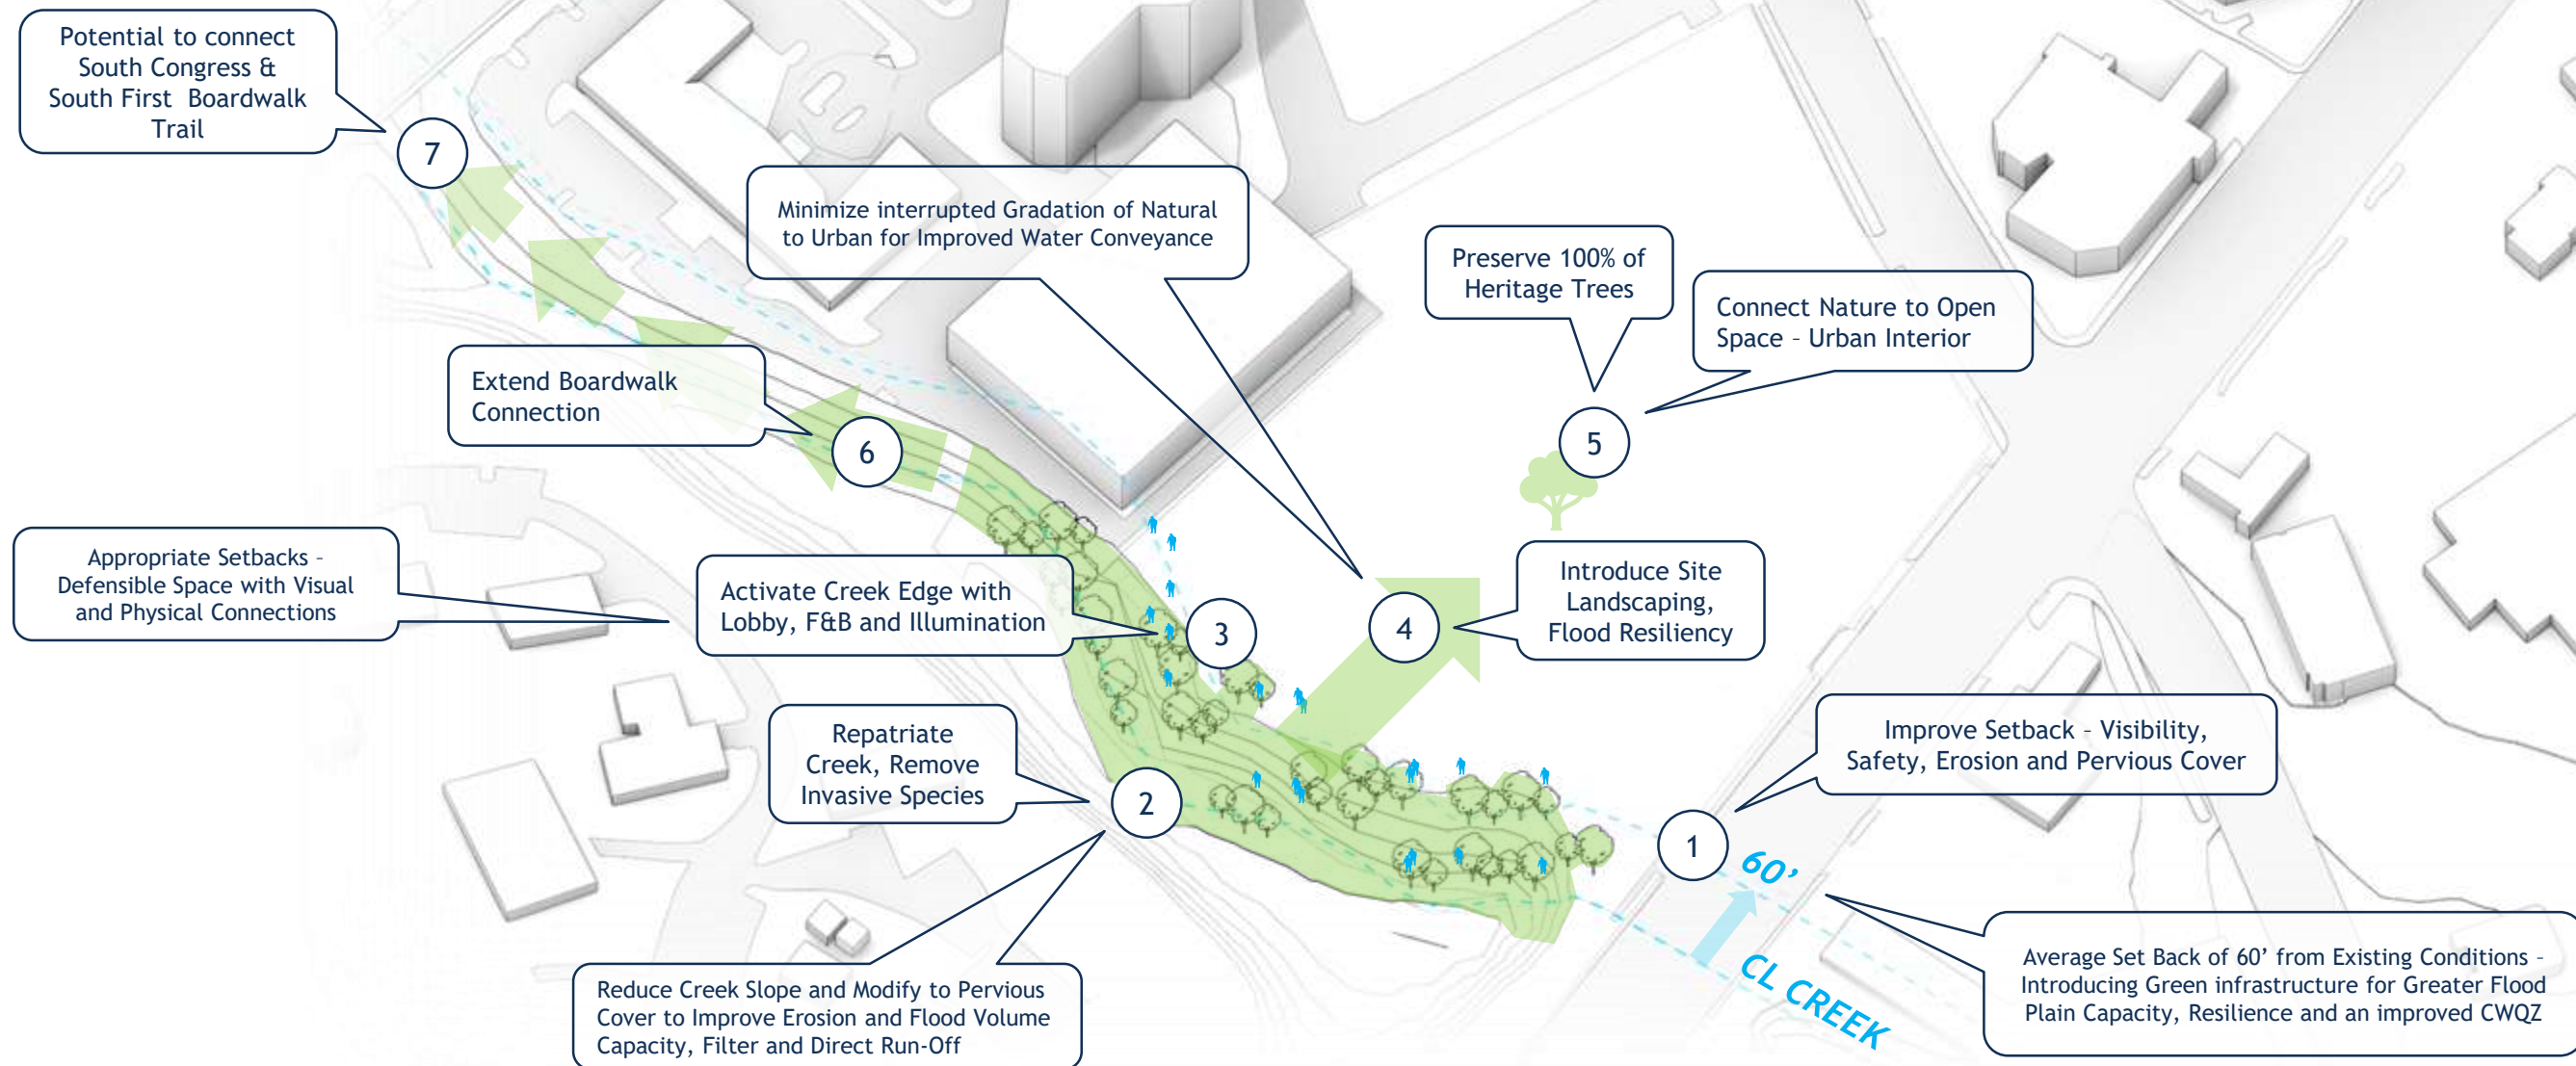 Potential to connect
South Congress &
South First Boardwalk
Trail
7
Minimize interrupted Gradation of Natural
to Urban for Improved Water Conveyance
Preserve 100% of
Heritage Trees
Connect Nature to Open
Space - Urban Interior
5
Extend Boardwalk
Connection
6
Appropriate Setbacks –
Defensible Space with Visual
and Physical Connections
Activate Creek Edge with
Lobby, F&B and Illumination
3
4
Introduce Site
Landscaping,
Flood Resiliency
Repatriate
Creek, Remove
Invasive Species
2
Improve Setback – Visibility,
Safety, Erosion and Pervious Cover
1
60’
CL CREEK
Reduce Creek Slope and Modify to Pervious
Cover to Improve Erosion and Flood Volume
Capacity, Filter and Direct Run-Off
Average Set Back of 60’ from Existing Conditions –
Introducing Green infrastructure for Greater Flood
Plain Capacity, Resilience and an improved CWQZ